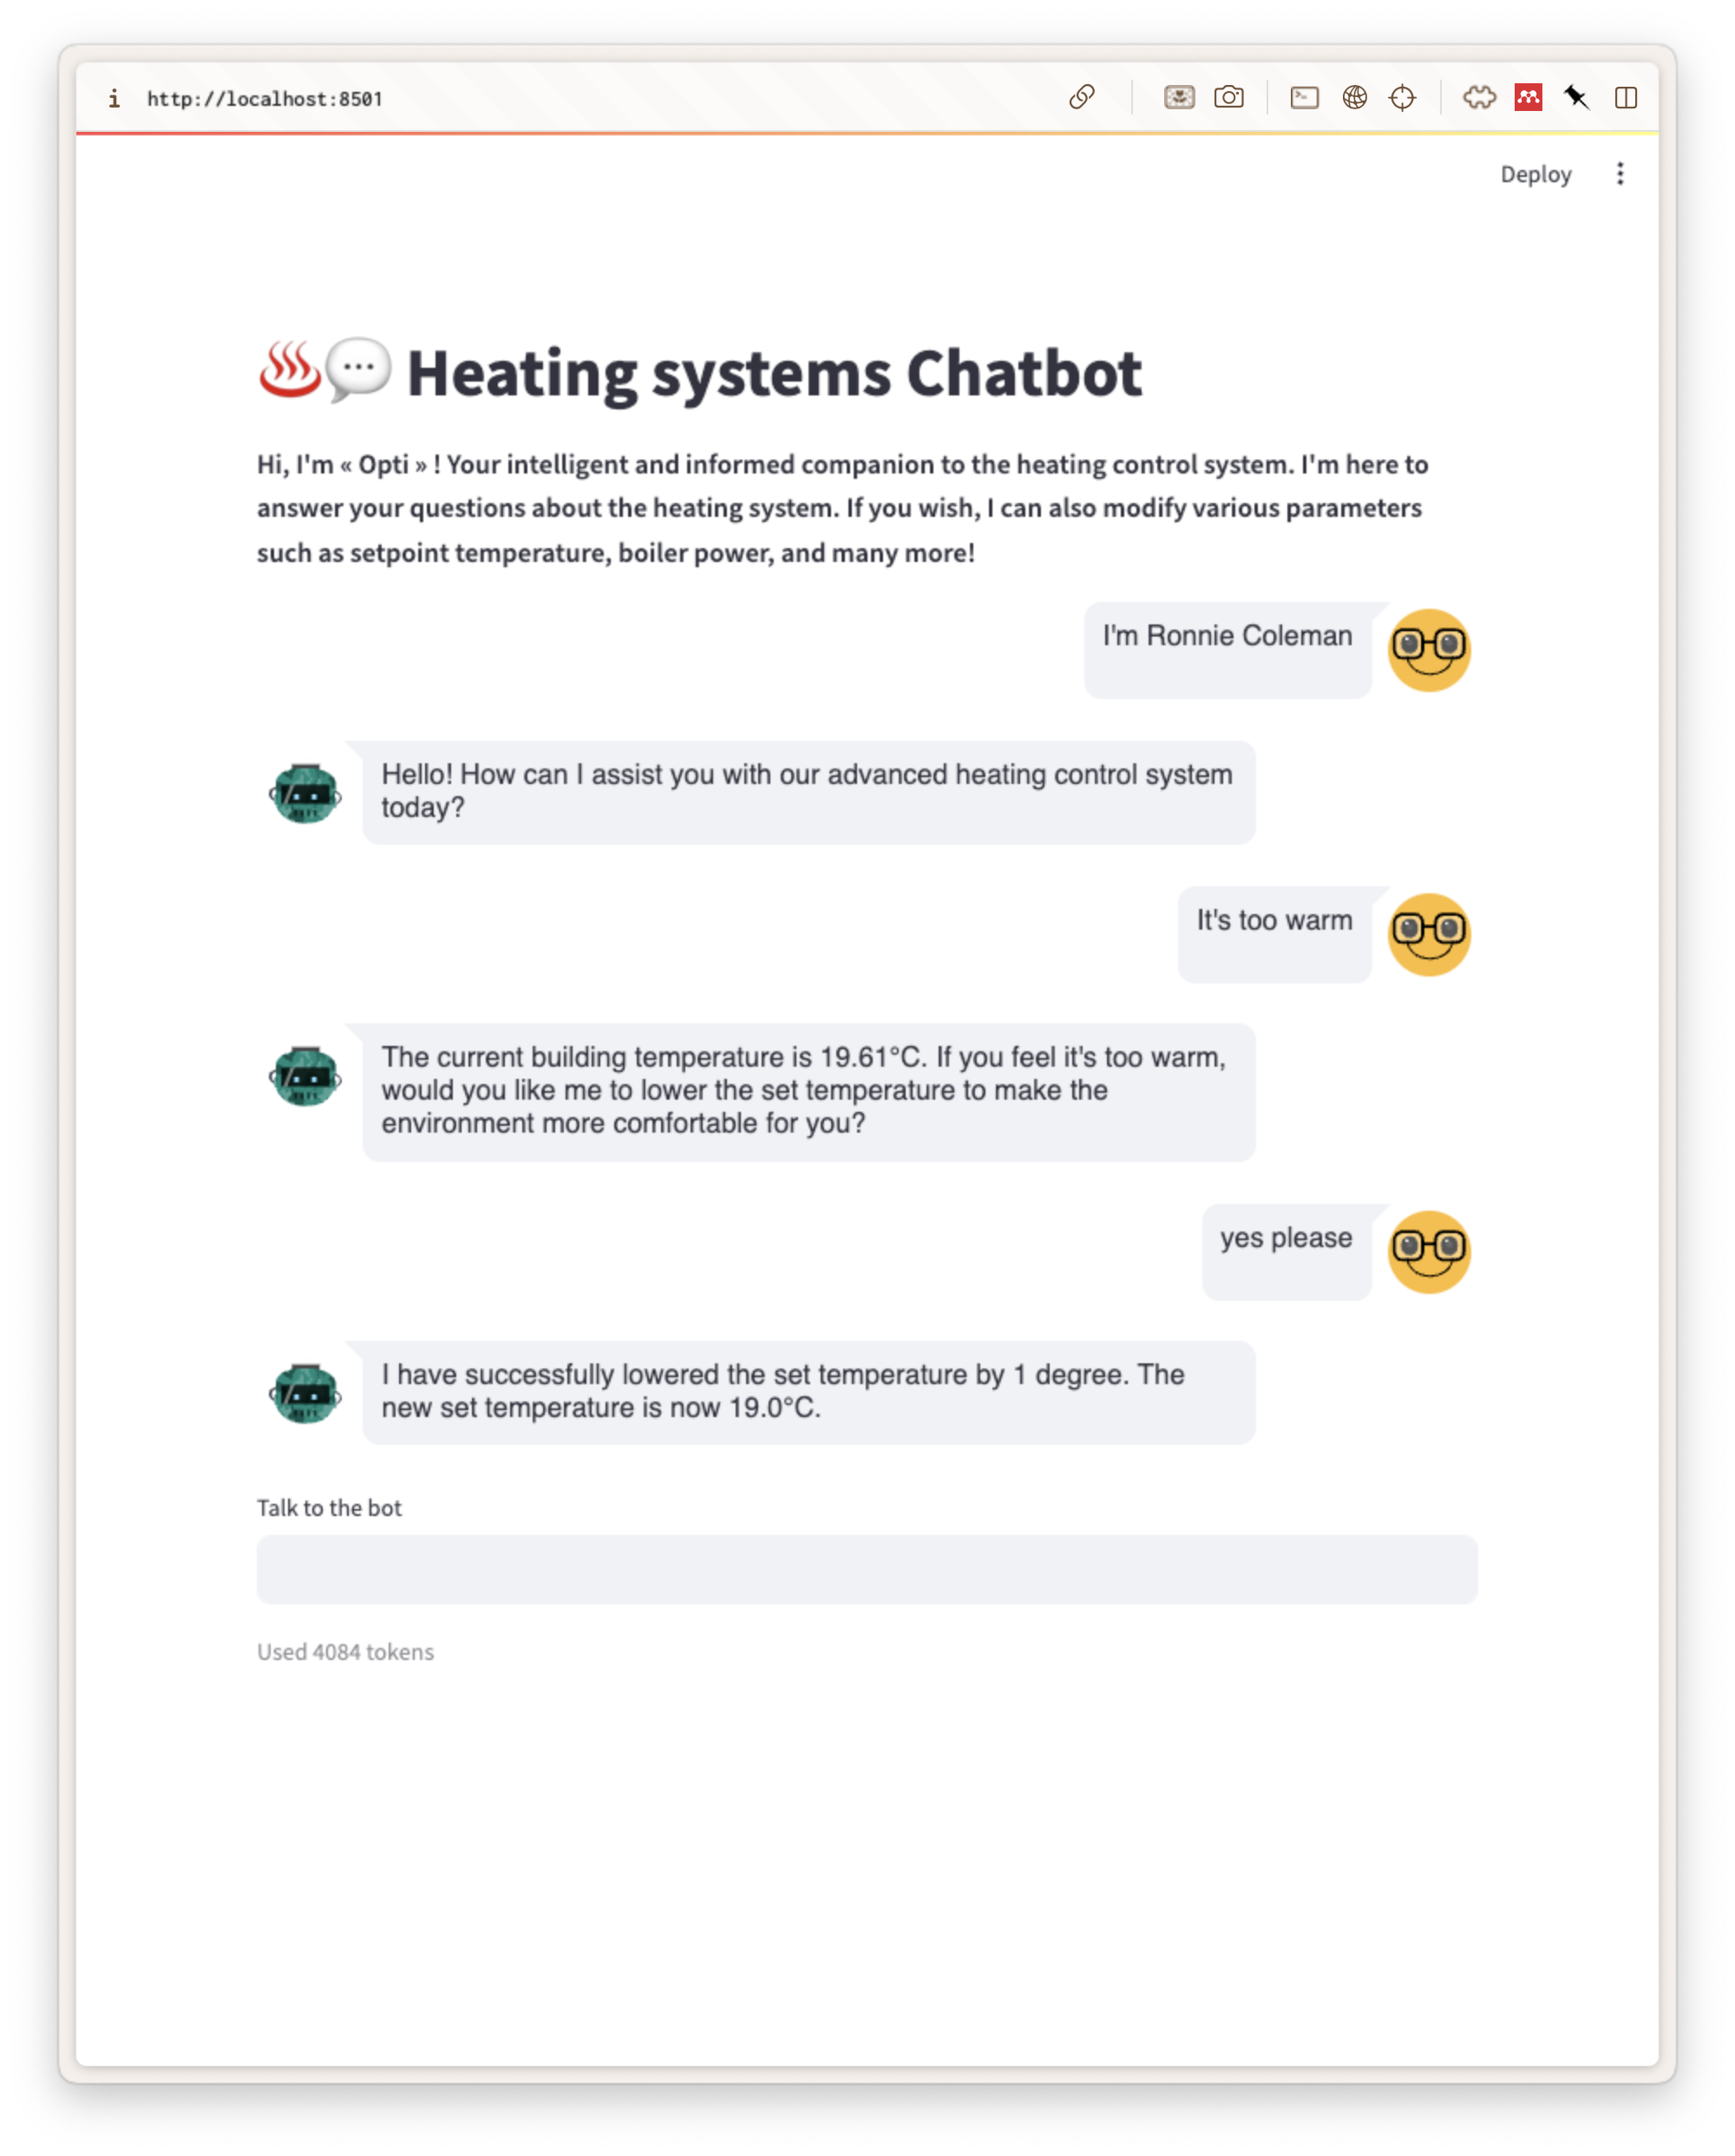 i http://localhost:8501
Deploy
Heating systems Chatbot
Hi, I'm « Opti » ! Your intelligent and informed companion to the heating control system. I'm here to
answer your questions about the heating system. If you wish, I can also modify various parameters
such as setpoint temperature, boiler power, and many more!
I'm Ronnie Coleman
Hello! How can I assist you with our advanced heating control system
today?
It's too warm
The current building temperature is 19.61°C. If you feel it's too warm,
would you like me to lower the set temperature to make the
environment more comfortable for you?
yes please
I have successfully lowered the set temperature by 1 degree. The
new set temperature is now 19.0°C.
Talk to the bot
Used 4084 tokens